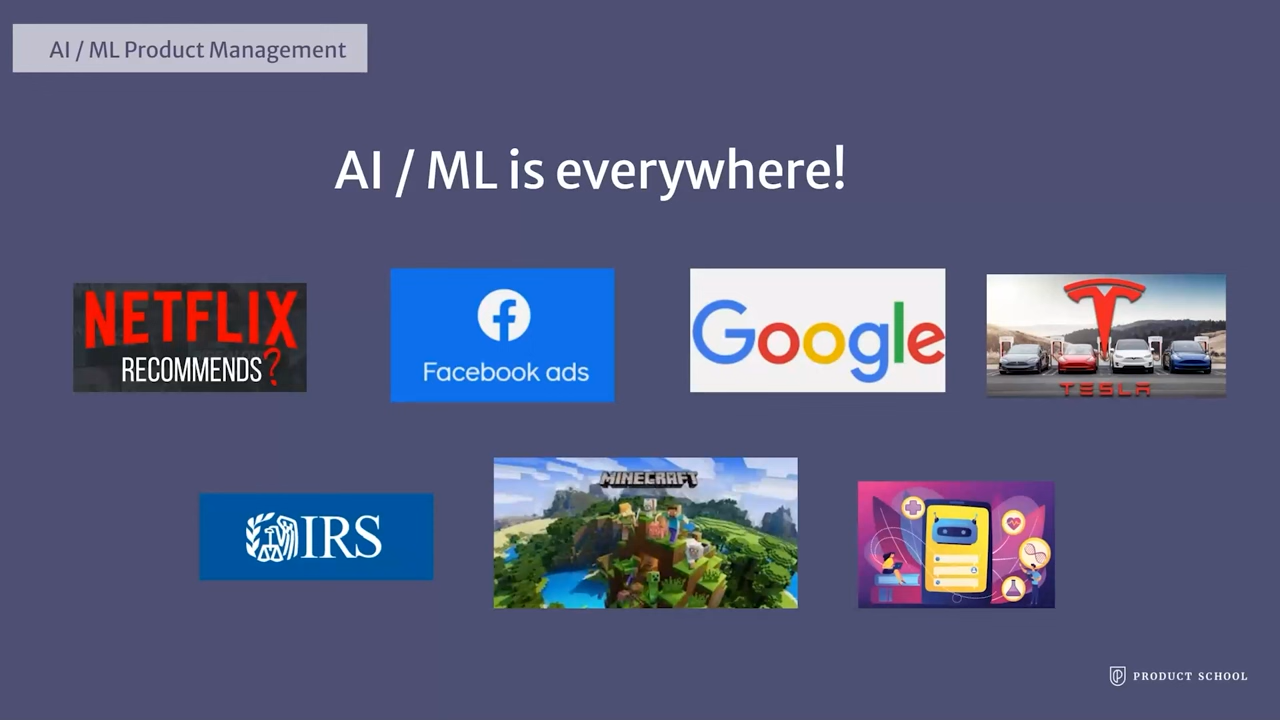 AI / ML Product Management
AI / ML is everywhere!
NETFLIX
RECOMMENDS?
Facebook ads
Google
TESLA
IRS
MINECRAFT
PRODUCT SCHOOL